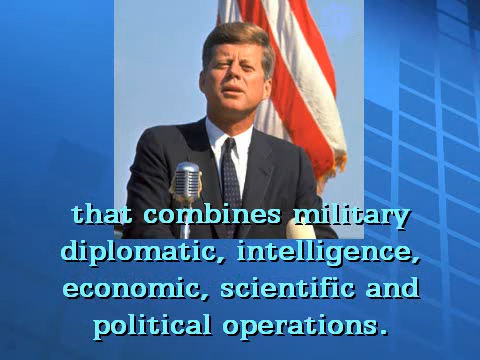 that combines military
diplomatic, intelligence,
economic, scientific and
political operations.